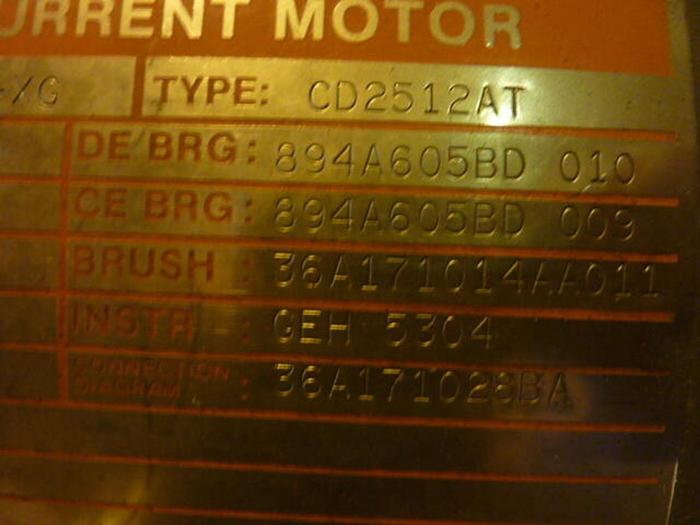 URRENT MOTOR
-XG TYPE: CD2512AT
DE BRG: 894A605BD 010
CE BRG: 894A605BD 009
BRUSH : 36A171014AA011
INSTR : GEH 5304
CONNECTION DIAGRAM : 36A171028BA